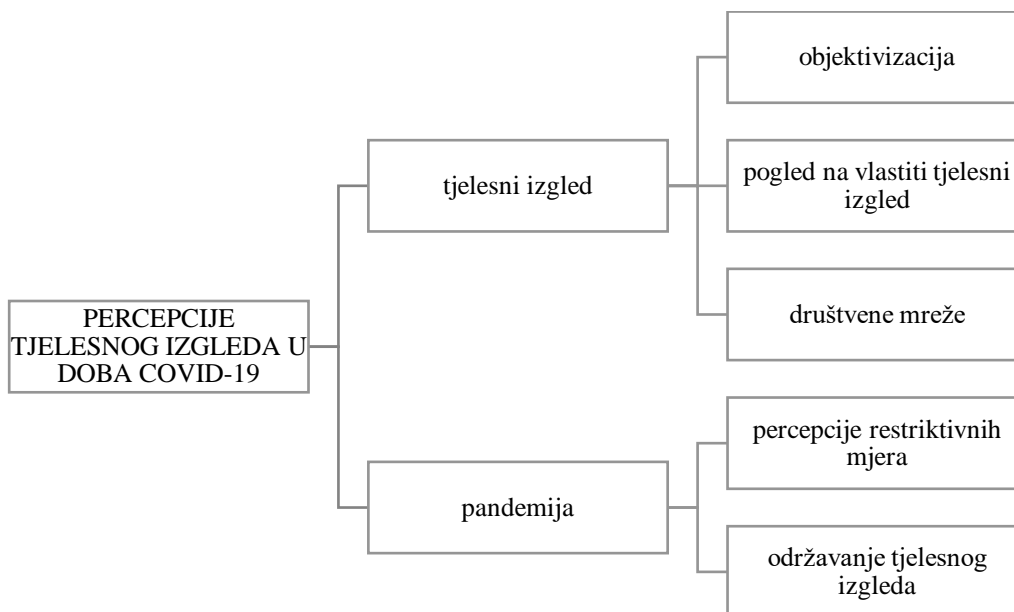 PERCEPCIJE
TJELESNOG IZGLEDA U
DOBA COVID-19
tjelesni izgled
objektivizacija
pogled na vlastiti tjelesni
izgled
društvene mreže
pandemija
percepcije restriktivnih
mjera
održavanje tjelesnog
izgleda